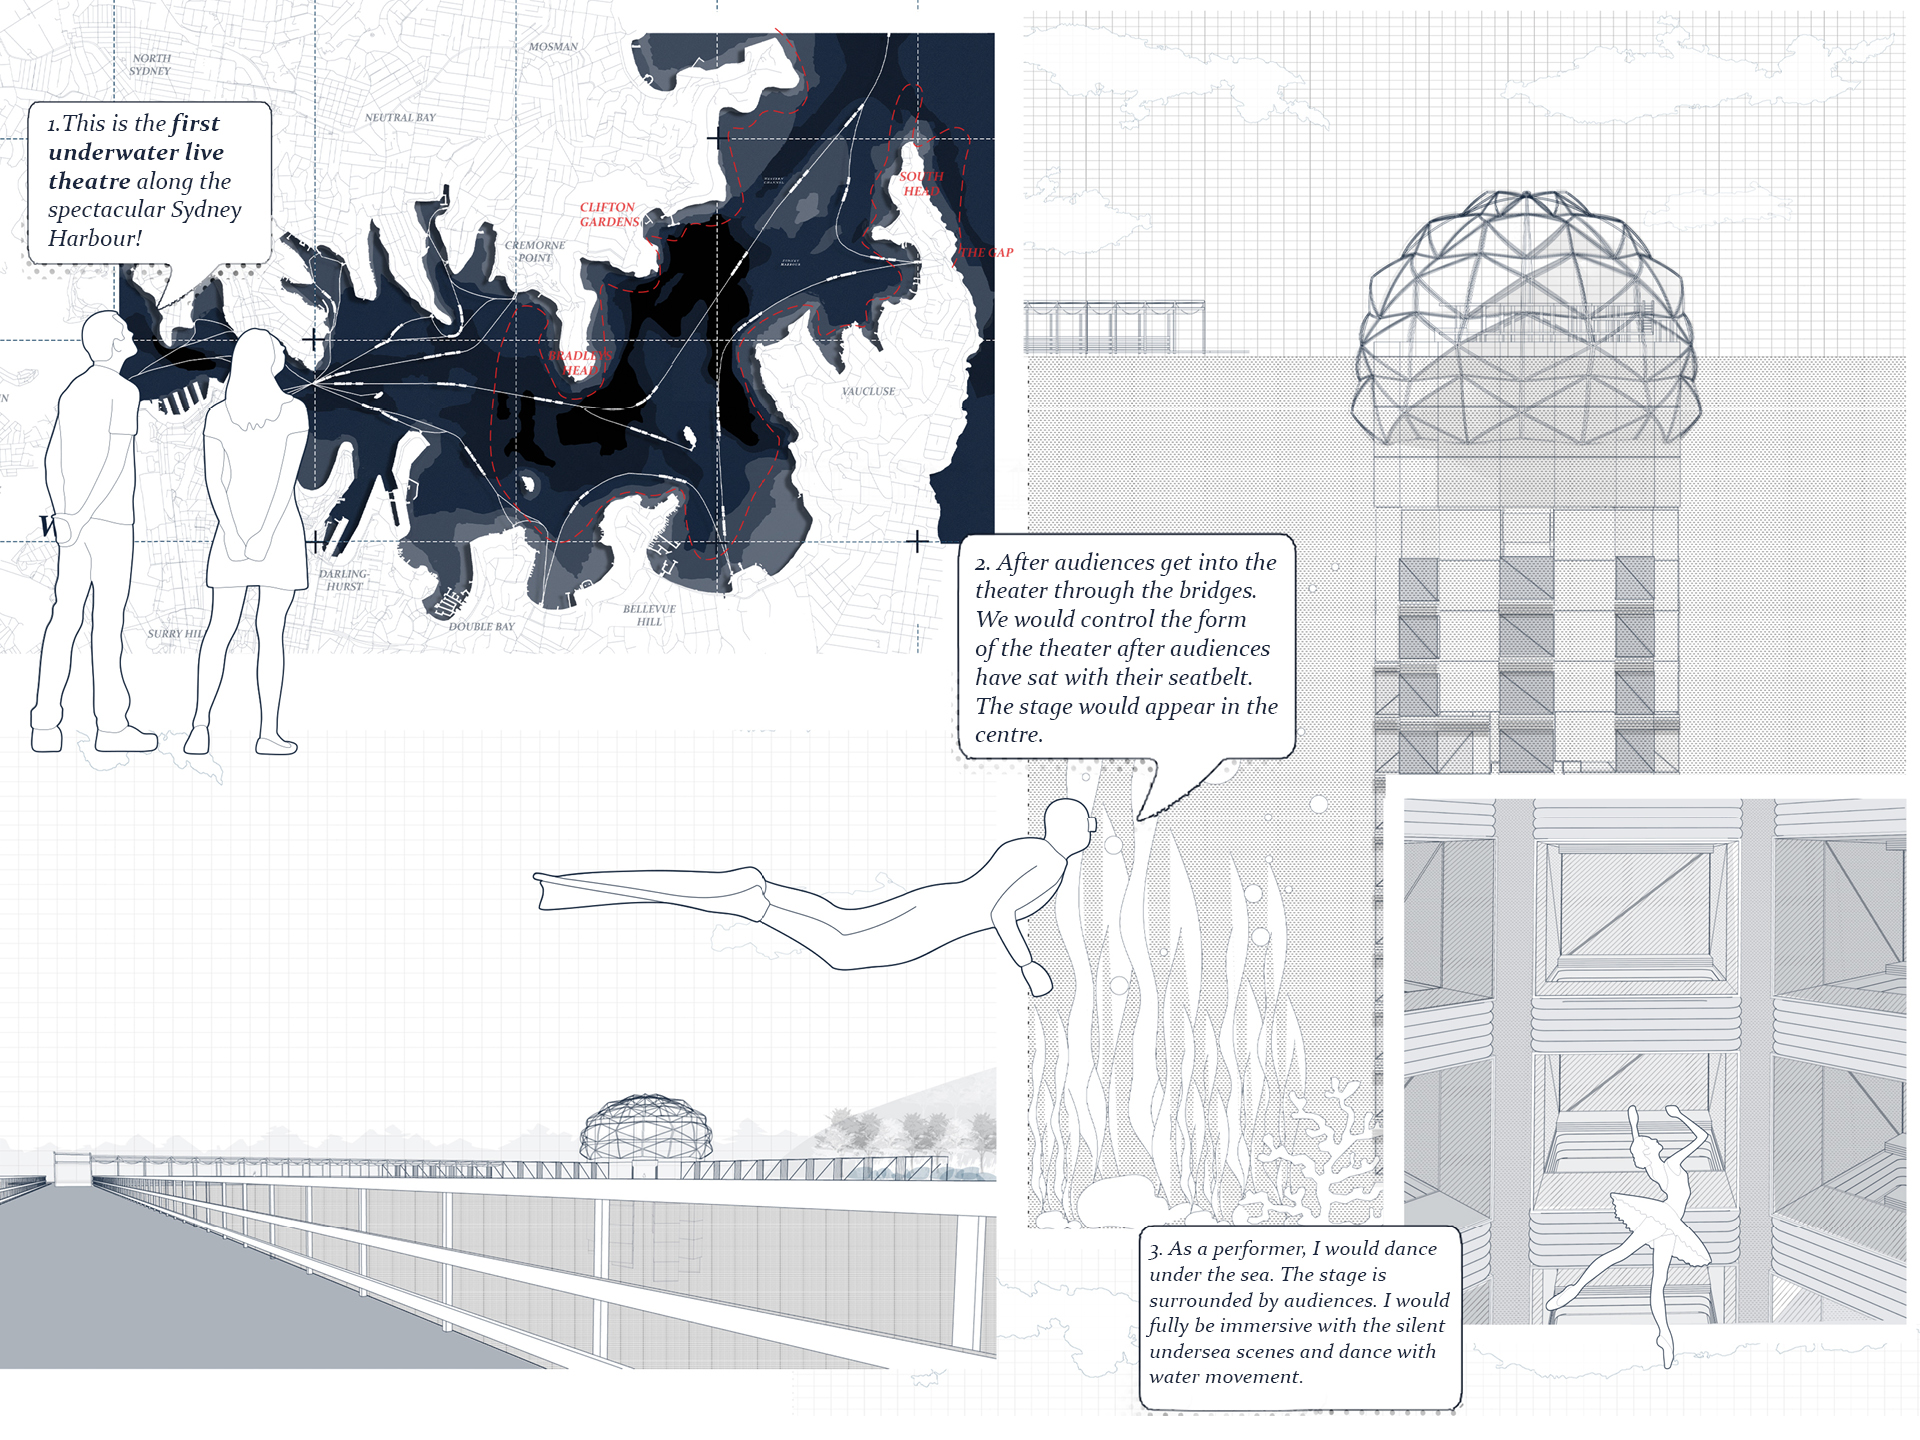 NORTH
SYDNEY
MOSMAN
NEUTRAL BAY
1.This is the first
underwater live
theatre along the
spectacular Sydney
Harbour!
CLIFTON
GARDENS
SOUTH
HEAD
CREMORNE
POINT
THE GAP
BRADLEYS
HEAD
VAUCLUSE
DARLING-
HURST
SURRY HIL
DOUBLE BAY
BELLEVUE
HILL
2. After audiences get into the
theater through the bridges.
We would control the form
of the theater after audiences
have sat with their seatbelt.
The stage would appear in the
centre.
3. As a performer, I would dance
under the sea. The stage is
surrounded by audiences. I would
fully be immersive with the silent
undersea scenes and dance with
water movement.